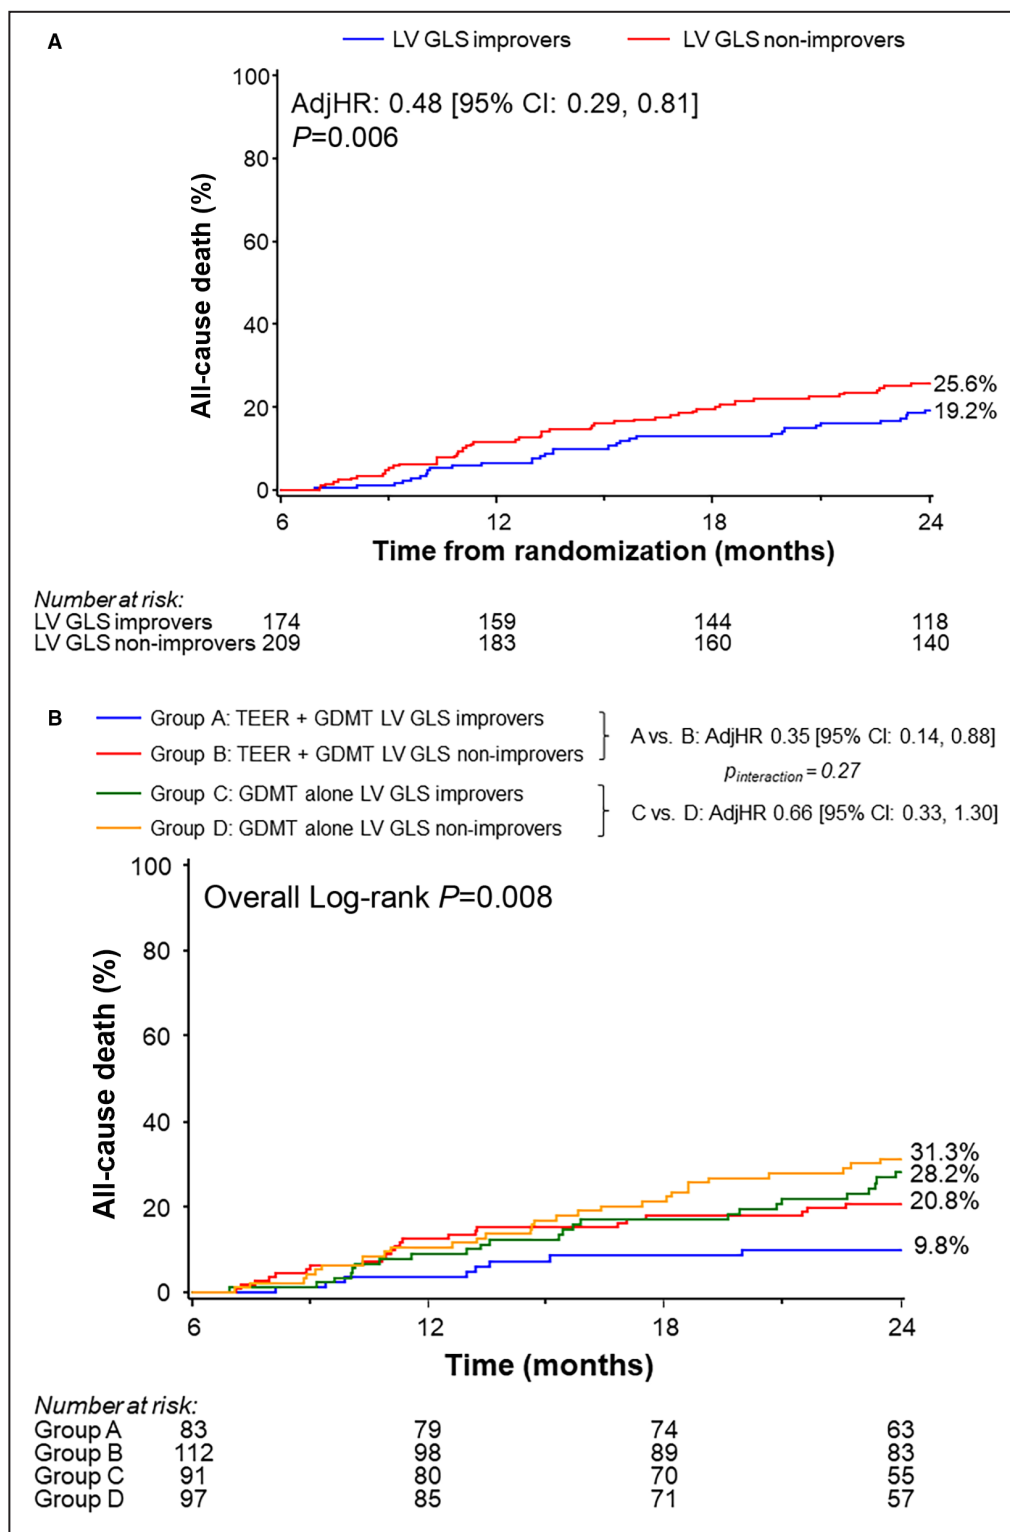 A
LV GLS improvers LV GLS non-improvers
AdjHR: 0.48 [95% CI: 0.29, 0.81]
P=0.006
All-cause death (%)
100
80
60
40
20
0
25.6%
19.2%
6 12 18 24
Time from randomization (months)
Number at risk:
LV GLS improvers 174 159 144 118
LV GLS non-improvers 209 183 160 140
B
Group A: TEER + GDMT LV GLS improvers
Group B: TEER + GDMT LV GLS non-improvers
A vs. B: AdjHR 0.35 [95% CI: 0.14, 0.88]
pinteraction = 0.27
Group C: GDMT alone LV GLS improvers
Group D: GDMT alone LV GLS non-improvers
C vs. D: AdjHR 0.66 [95% CI: 0.33, 1.30]
Overall Log-rank P=0.008
All-cause death (%)
100
80
60
40
20
0
31.3%
28.2%
20.8%
9.8%
6 12 18 24
Time (months)
Number at risk:
Group A 83 79 74 63
Group B 112 98 89 83
Group C 91 80 70 55
Group D 97 85 71 57